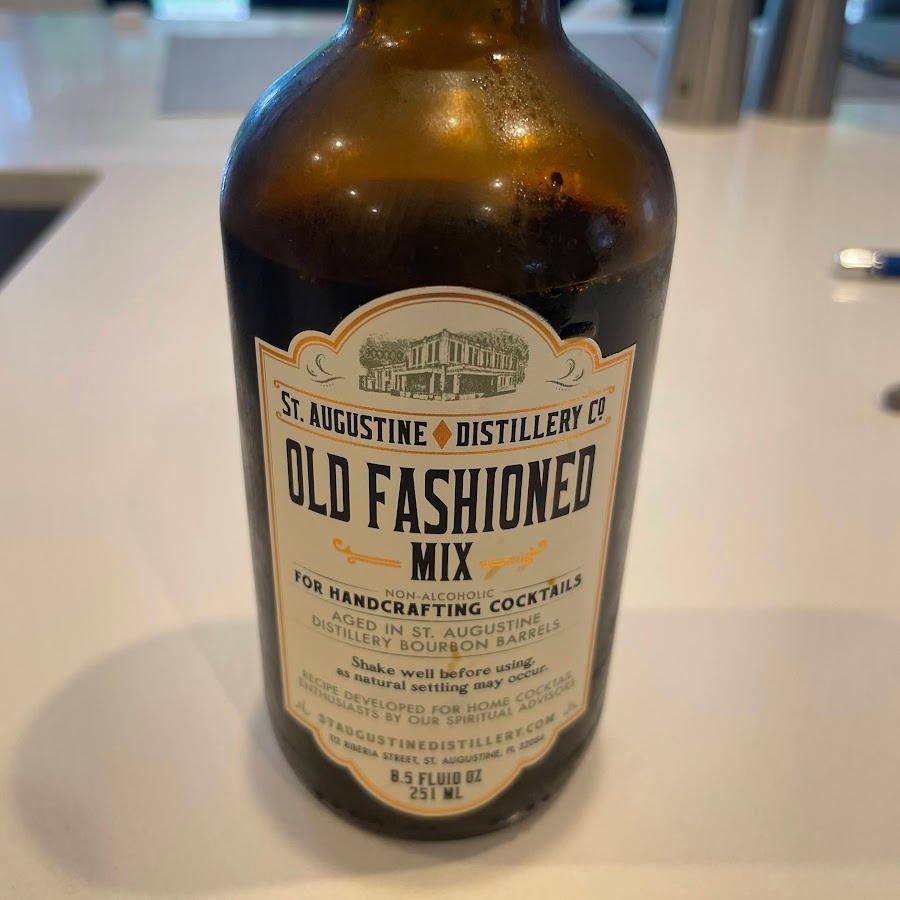 ST. AUGUSTINE ♦ DISTILLERY CO
OLD FASHIONED
MIX
NON-ALCOHOLIC
FOR HANDCRAFTING COCKTAILS
AGED IN ST. AUGUSTINE
DISTILLERY BOURBON BARRELS
Shake well before using,
as natural settling may occur.
RECIPE DEVELOPED FOR HOME COCKTAIL
ENTHUSIASTS BY OUR SPIRITUAL ADVISORS
STAUGUSTINEDISTILLERY.COM
112 RIBERIA STREET, ST. AUGUSTINE, FL 32084
8.5 FLUID OZ
251 ML